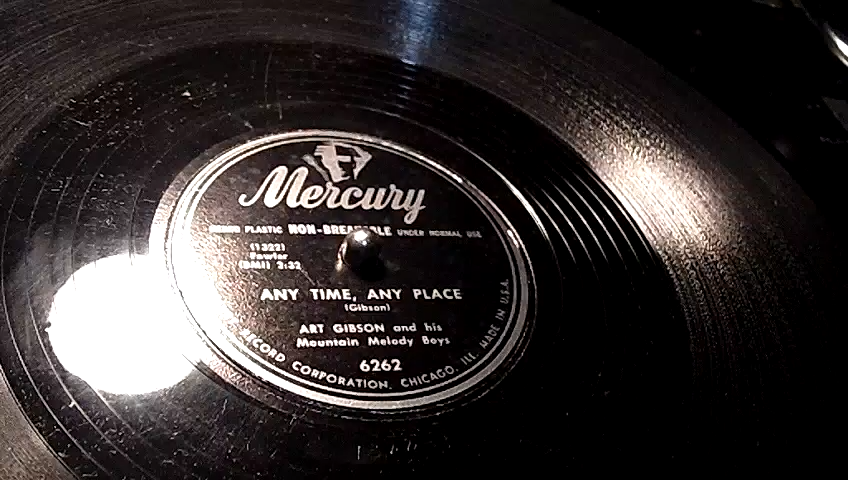 Mercury
PLASTIC NON-BREAKABLE UNDER NORMAL USE
(1322)
Fowler
(BMI) 2:32
ANY TIME, ANY PLACE
(Gibson)
ART GIBSON and his
Mountain Melody Boys
6262
RECORD CORPORATION, CHICAGO, ILL. MADE IN U.S.A.